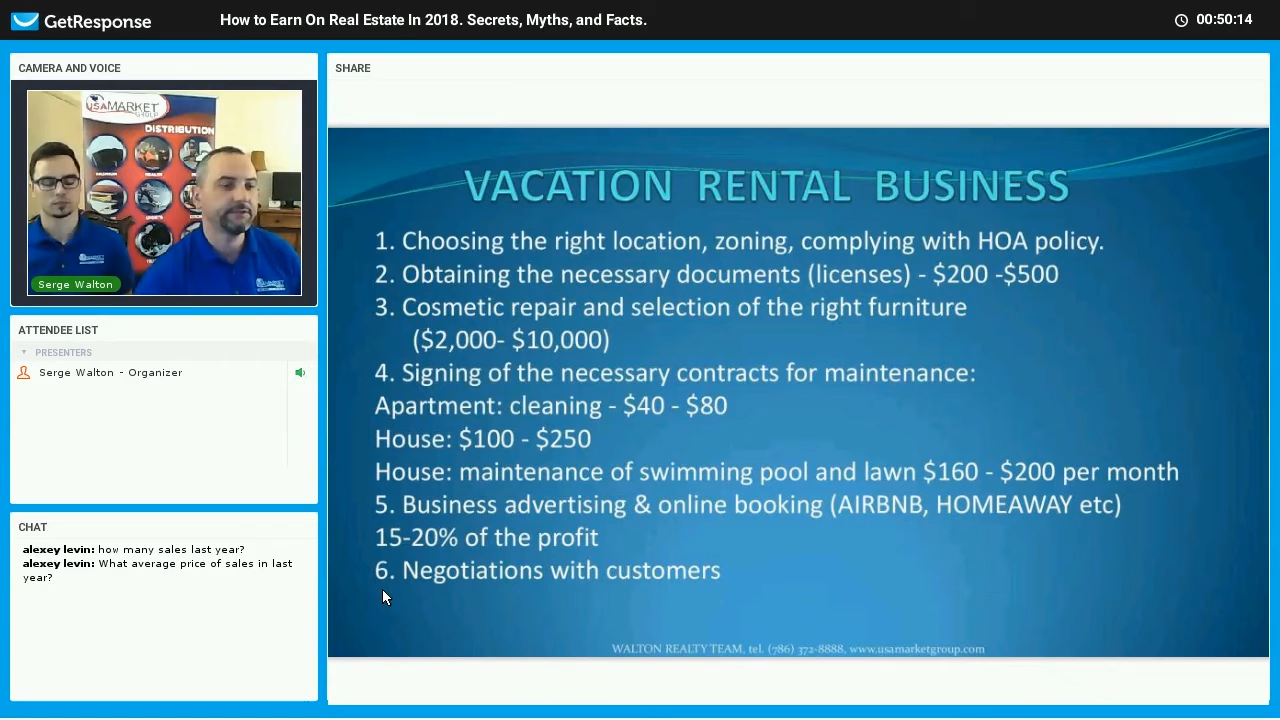 GetResponse
How to Earn On Real Estate In 2018. Secrets, Myths, and Facts.
00:50:14
CAMERA AND VOICE
USAMARKET
GROUP
DISTRIBUTION
Serge Walton
ATTENDEE LIST
PRESENTERS
Serge Walton - Organizer
CHAT
alexey levin: how many sales last year?
alexey levin: What average price of sales in last
year?
SHARE
VACATION RENTAL BUSINESS
1. Choosing the right location, zoning, complying with HOA policy.
2. Obtaining the necessary documents (licenses) - $200 -$500
3. Cosmetic repair and selection of the right furniture
($2,000- $10,000)
4. Signing of the necessary contracts for maintenance:
Apartment: cleaning - $40 - $80
House: $100 - $250
House: maintenance of swimming pool and lawn $160 - $200 per month
5. Business advertising & online booking (AIRBNB, HOMEAWAY etc)
15-20% of the profit
6. Negotiations with customers
WALTON REALTY TEAM, tel. (786) 372-8888, www.usamarketgroup.com